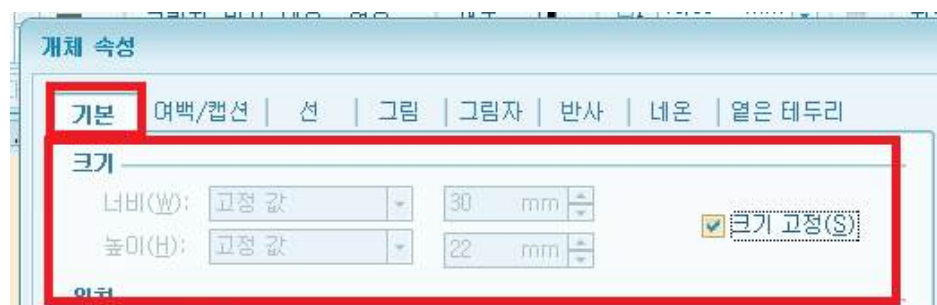 개체 속성
기본 여백/캡션 선 그림 그림자 반사 네온 옅은 테두리
크기
너비(W): 고정 값 30 mm
크기 고정(S)
높이(H): 고정 값 22 mm